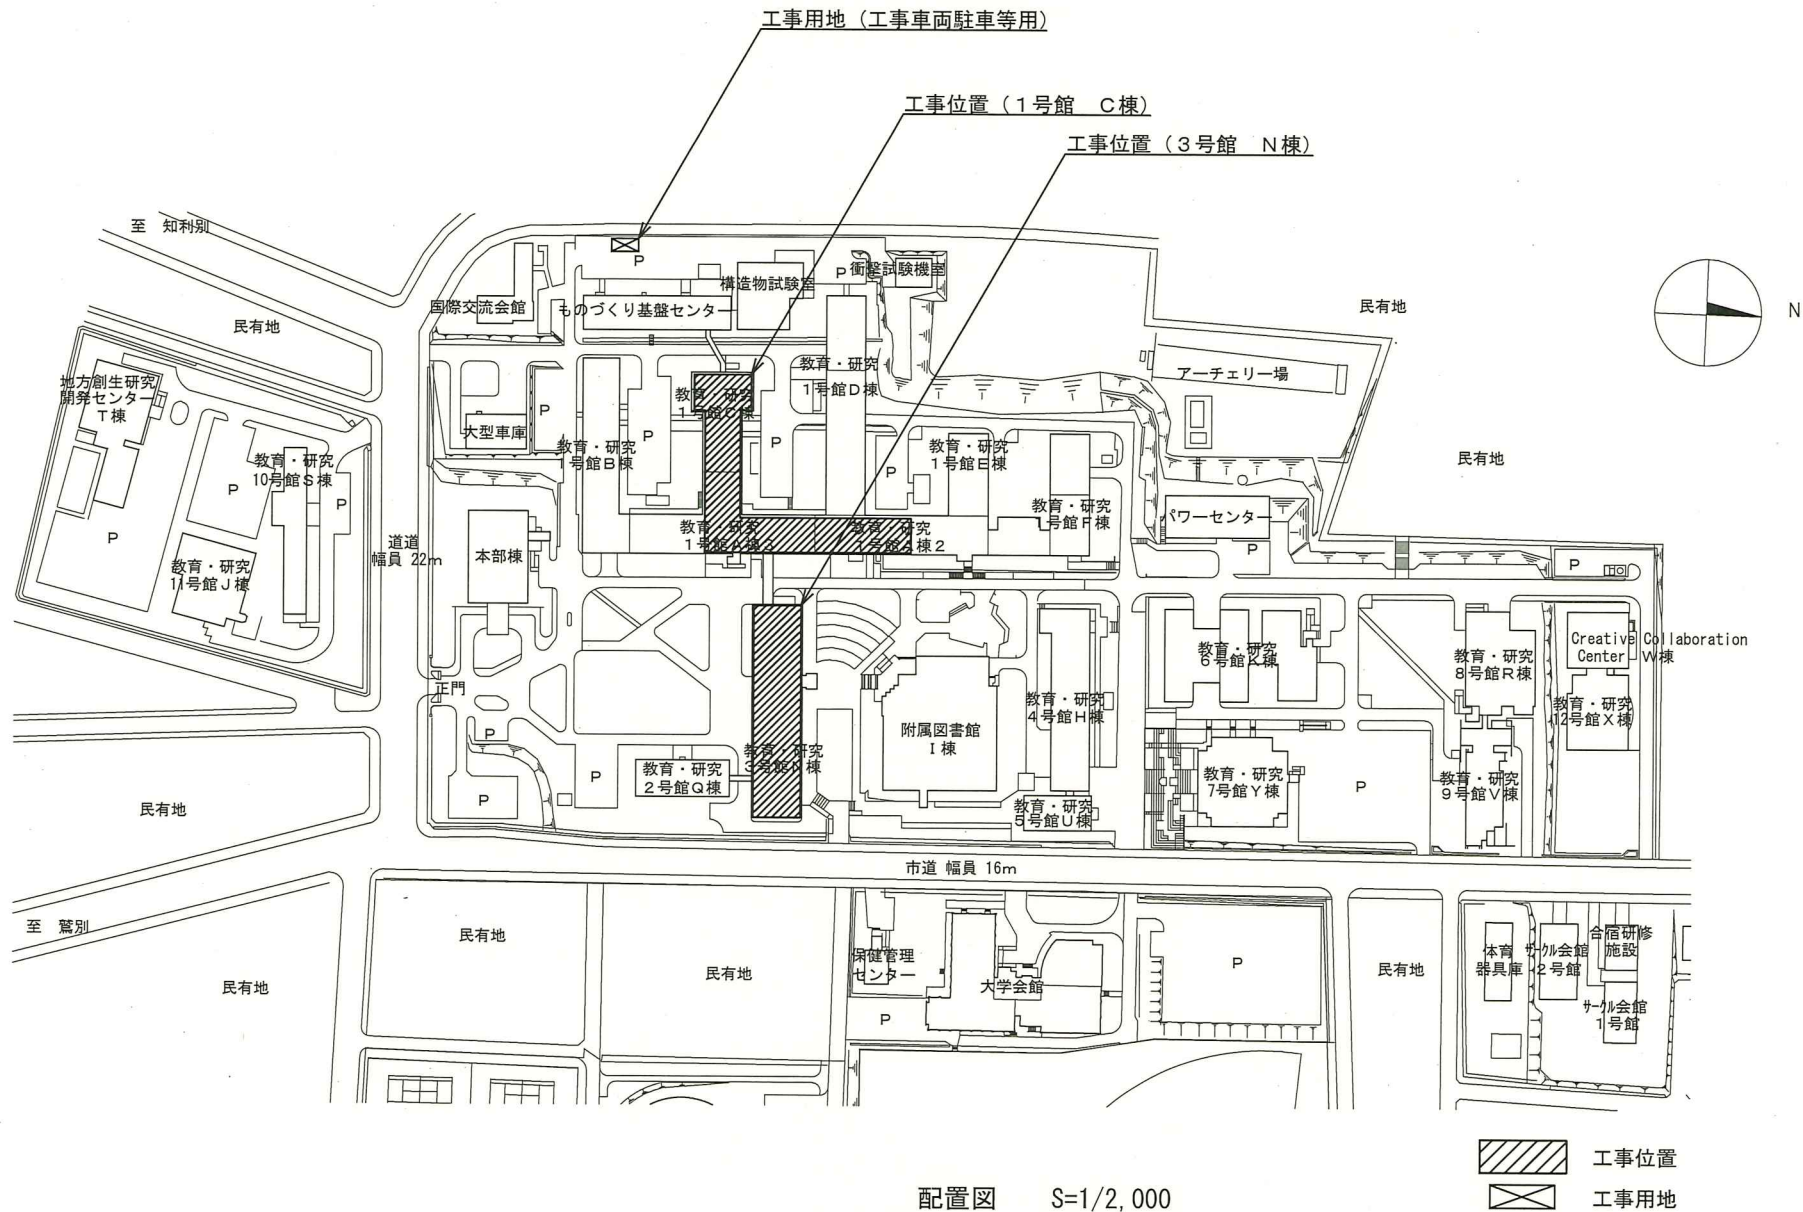 工事用地（工事車両駐車等用）
工事位置（１号館　Ｃ棟）
工事位置（３号館　Ｎ棟）
至　知利別
民有地
国際交流会館
P
ものづくり基盤センター
構造物試験室
P
衝撃試験機室
民有地
N
地方創生研究
開発センター
Ｔ棟
教育・研究
10号館Ｓ棟
P
P
P
教育・研究
11号館Ｊ棟
道道
幅員 22m
大型車庫
P
教育・研究
１号館Ｂ棟
P
教育・研究
１号館Ｃ棟
P
教育・研究
１号館Ｄ棟
P
教育・研究
１号館Ｅ棟
教育・研究
１号館Ｆ棟
アーチェリー場
民有地
パワーセンター
P
P
本部棟
教育・研究
教育・研究
１号館Ａ棟２
正門
P
P
P
教育・研究
２号館Ｑ棟
教育・研究
３号館Ｎ棟
附属図書館
Ｉ棟
教育・研究
４号館Ｈ棟
教育・研究
５号館Ｕ棟
教育・研究
６号館Ｋ棟
教育・研究
７号館Ｙ棟
P
教育・研究
８号館Ｒ棟
教育・研究
９号館Ｖ棟
Creative Collaboration
Center　Ｗ棟
教育・研究
12号館Ｘ棟
民有地
市道 幅員 16m
至　鷲別
民有地
民有地
民有地
保健管理
センター
P
大学会館
P
民有地
体育
器具庫
ｻｰｸﾙ会館
２号館
合宿研修
施設
ｻｰｸﾙ会館
１号館
工事位置
工事用地
配置図　S=1/2,000